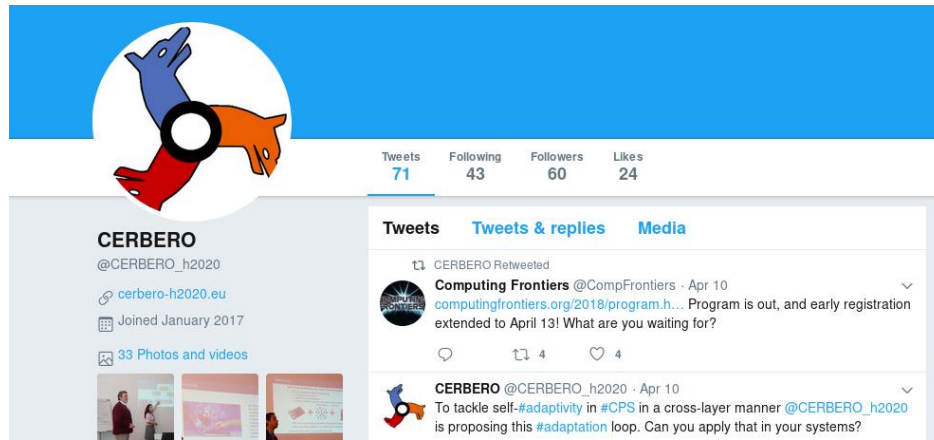 Tweets Following Followers Likes
71 43 60 24
CERBERO
@CERBERO_h2020
cerbero-h2020.eu
Joined January 2017
33 Photos and videos
Tweets Tweets & replies Media
CERBERO Retweeted
Computing Frontiers @CompFrontiers · Apr 10
computingfrontiers.org/2018/program.h... Program is out, and early registration
extended to April 13! What are you waiting for?
4 4
CERBERO @CERBERO_h2020 · Apr 10
To tackle self-#adaptivity in #CPS in a cross-layer manner @CERBERO_h2020
is proposing this #adaptation loop. Can you apply that in your systems?